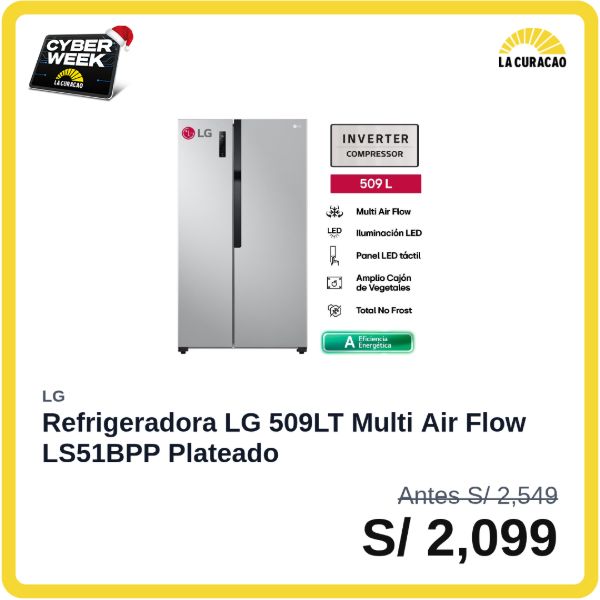 CYBER
WEEK
LA CURACAO
LA CURACAO
LG
INVERTER
COMPRESSOR
509 L
Multi Air Flow
LED
Iluminación LED
Panel LED táctil
Amplio Cajón
de Vegetales
Total No Frost
A Eficiencia
Energética
LG
Refrigeradora LG 509LT Multi Air Flow
LS51BPP Plateado
Antes S/ 2,549
S/ 2,099